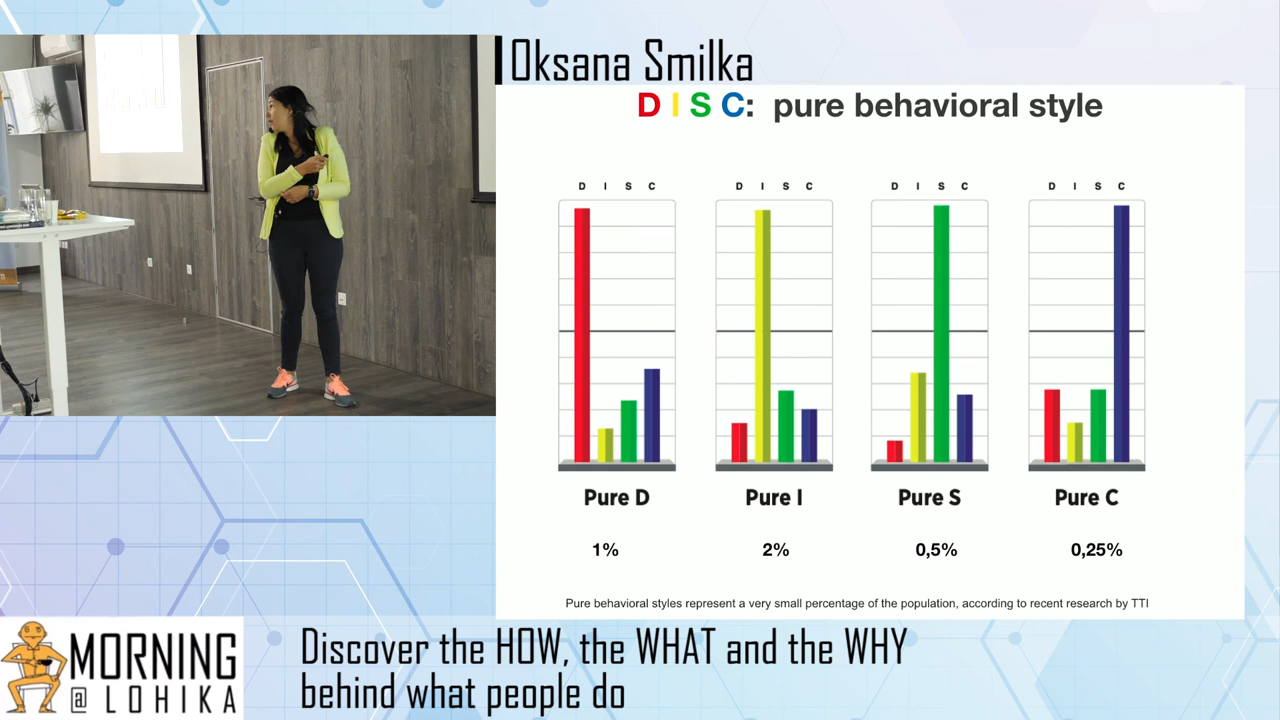 Oksana Smilka
D I S C: pure behavioral style
D I S C
D I S C
D I S C
D I S C
Pure D
Pure I
Pure S
Pure C
1%
2%
0,5%
0,25%
Pure behavioral styles represent a very small percentage of the population, according to recent research by TTI
MORNING
@ LOHIKA
Discover the HOW, the WHAT and the WHY
behind what people do